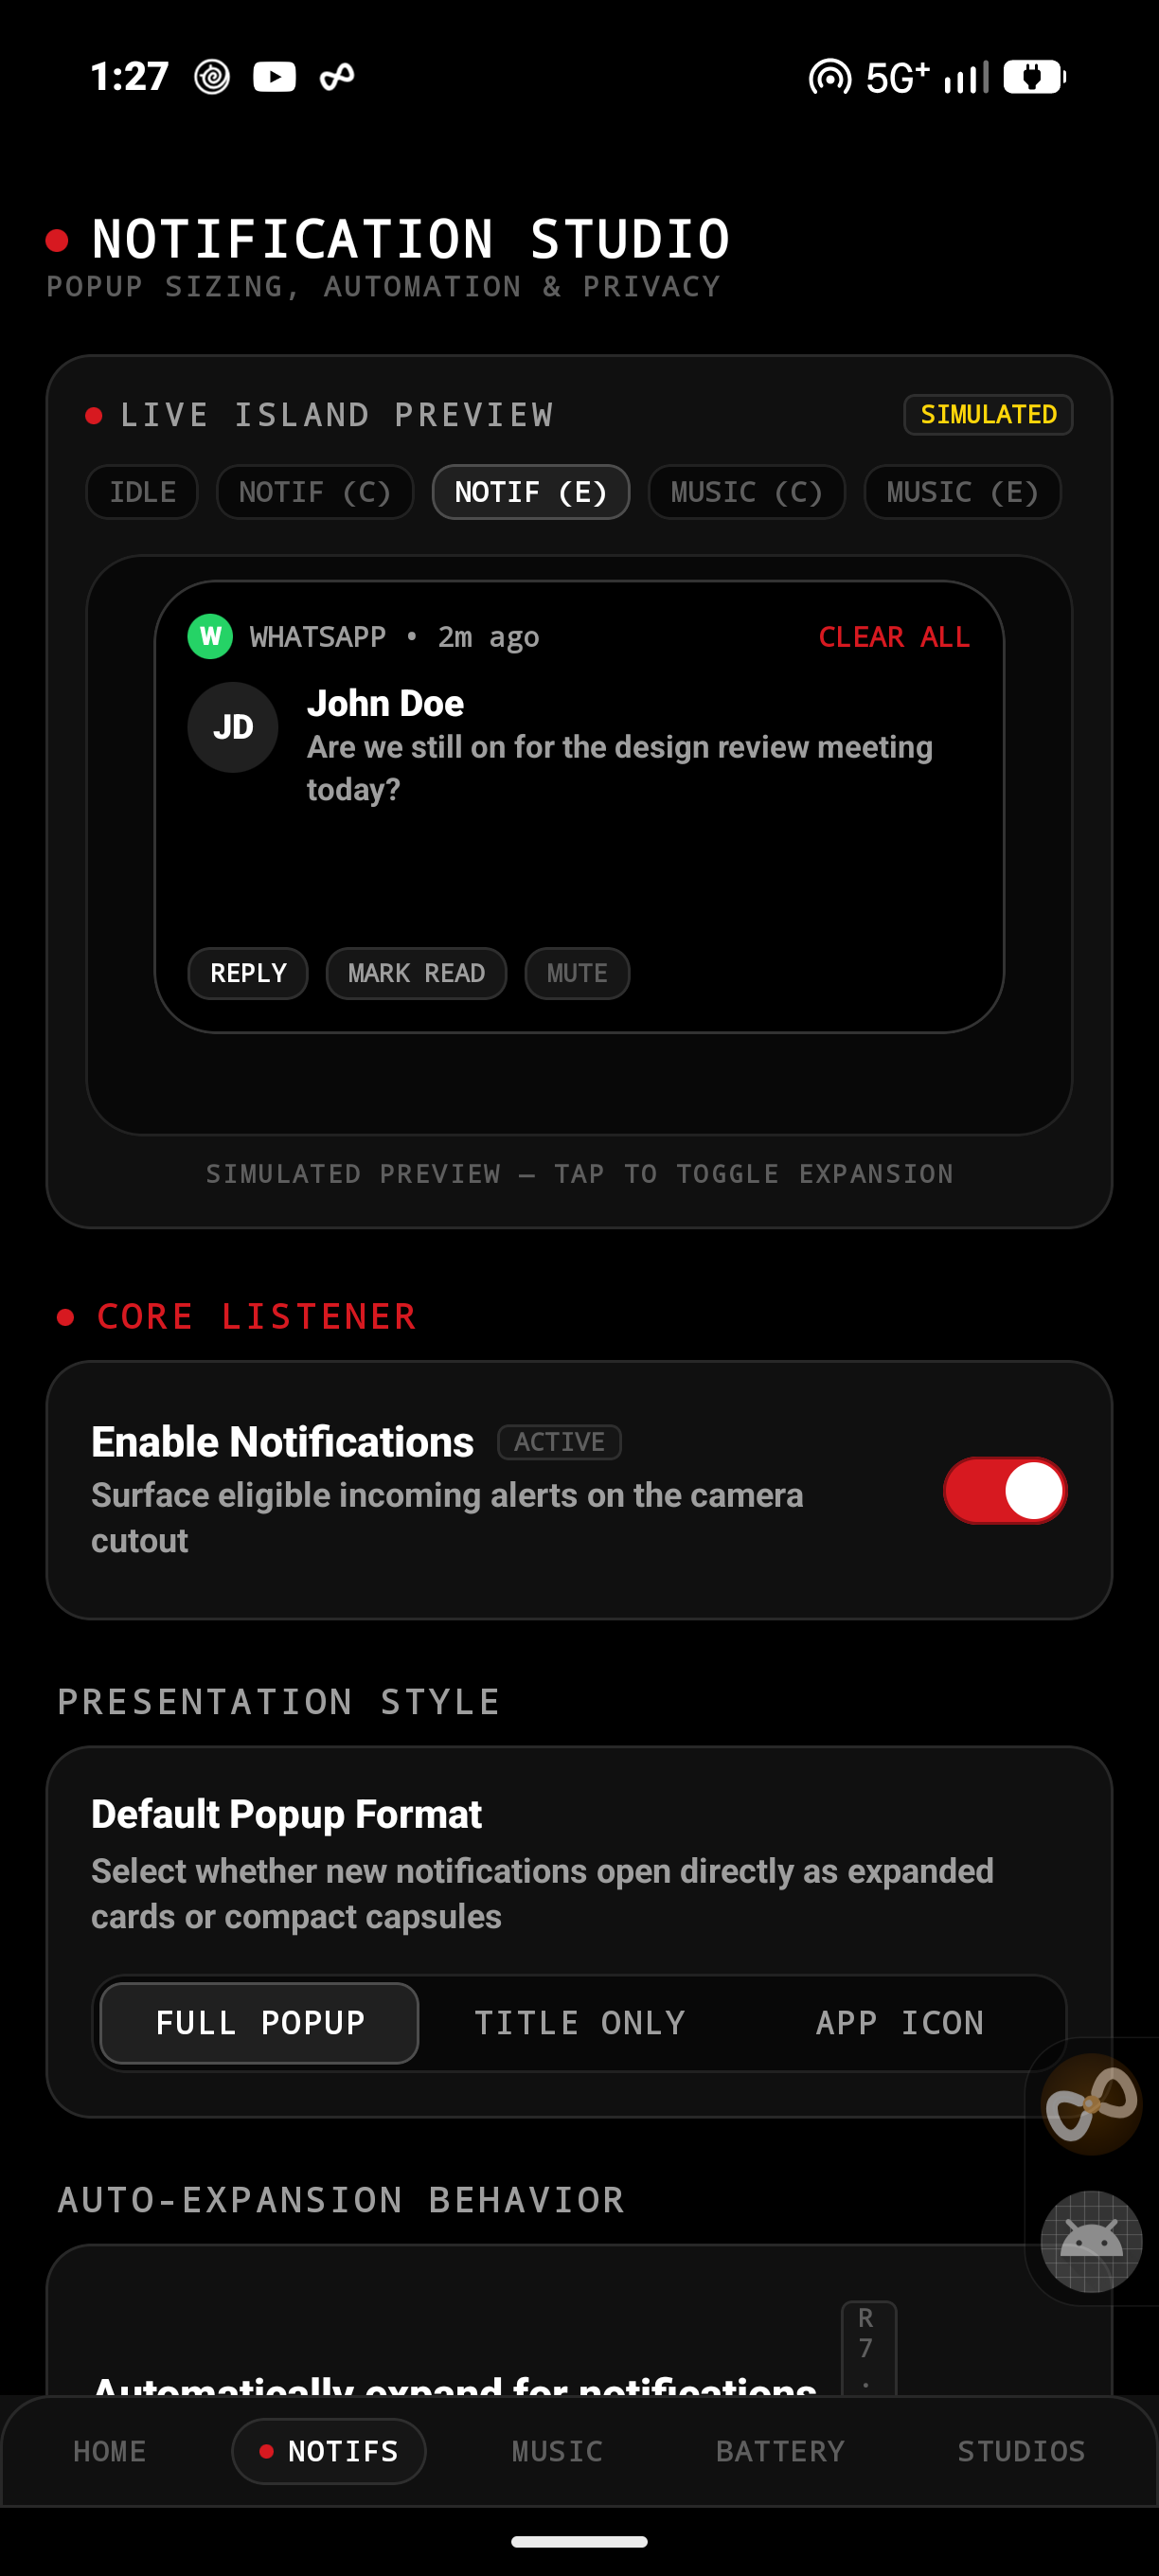 1:27 5G+
NOTIFICATION STUDIO
POPUP SIZING, AUTOMATION & PRIVACY
LIVE ISLAND PREVIEW SIMULATED
IDLE NOTIF (C) NOTIF (E) MUSIC (C) MUSIC (E)
W WHATSAPP • 2m ago CLEAR ALL
JD John Doe
Are we still on for the design review meeting
today?
REPLY MARK READ MUTE
SIMULATED PREVIEW — TAP TO TOGGLE EXPANSION
CORE LISTENER
Enable Notifications ACTIVE
Surface eligible incoming alerts on the camera
cutout
PRESENTATION STYLE
Default Popup Format
Select whether new notifications open directly as expanded
cards or compact capsules
FULL POPUP TITLE ONLY APP ICON
AUTO-EXPANSION BEHAVIOR
R
7
.
Automatically expand for notifications
HOME NOTIFS MUSIC BATTERY STUDIOS